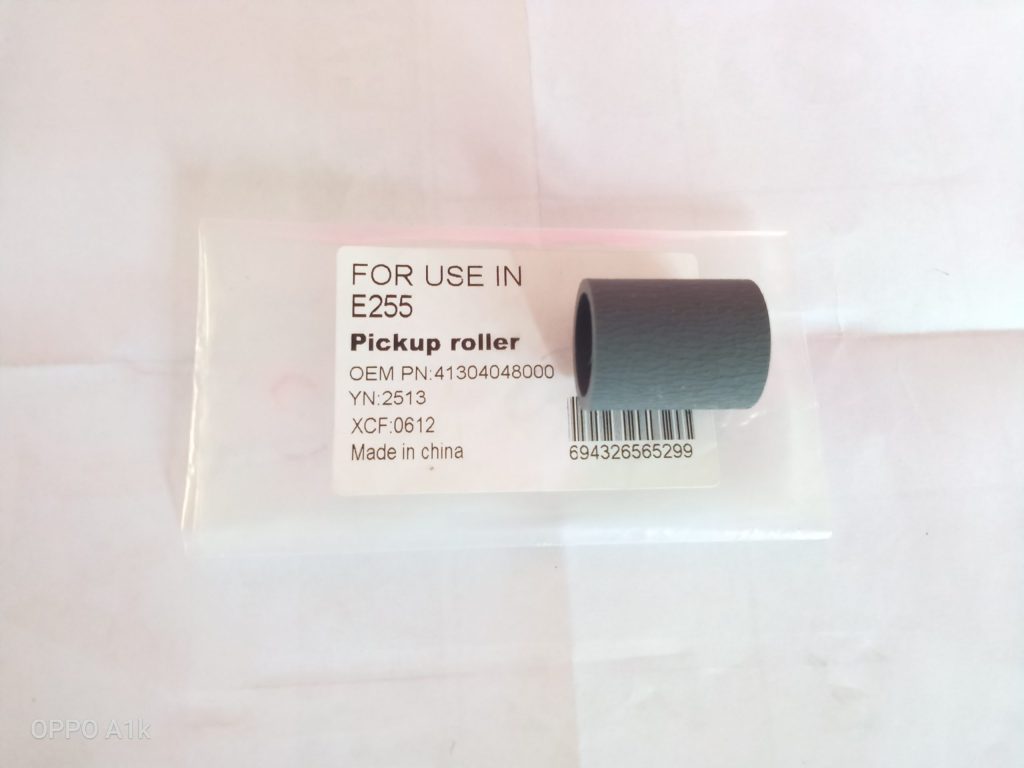 FOR USE IN
E255
Pickup roller
OEM PN:41304048000
YN:2513
XCF:0612
Made in china
694326565299
OPPO A1k